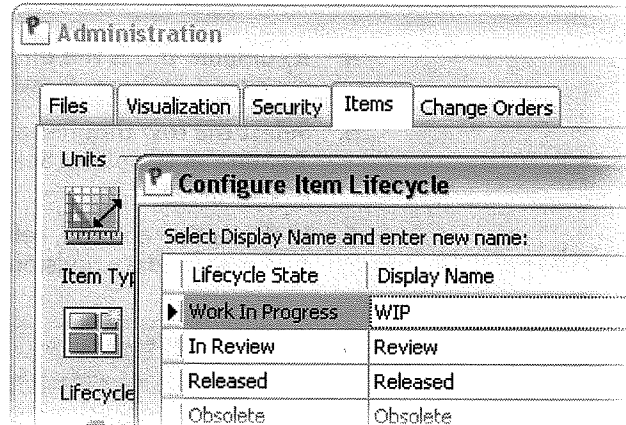 Administration
Files Visualization Security Items Change Orders
Units
Configure Item Lifecycle
Select Display Name and enter new name:
Item Typ
Lifecycle State Display Name
Work In Progress WIP
In Review Review
Released Released
Lifecycle
Obsolete Obsolete